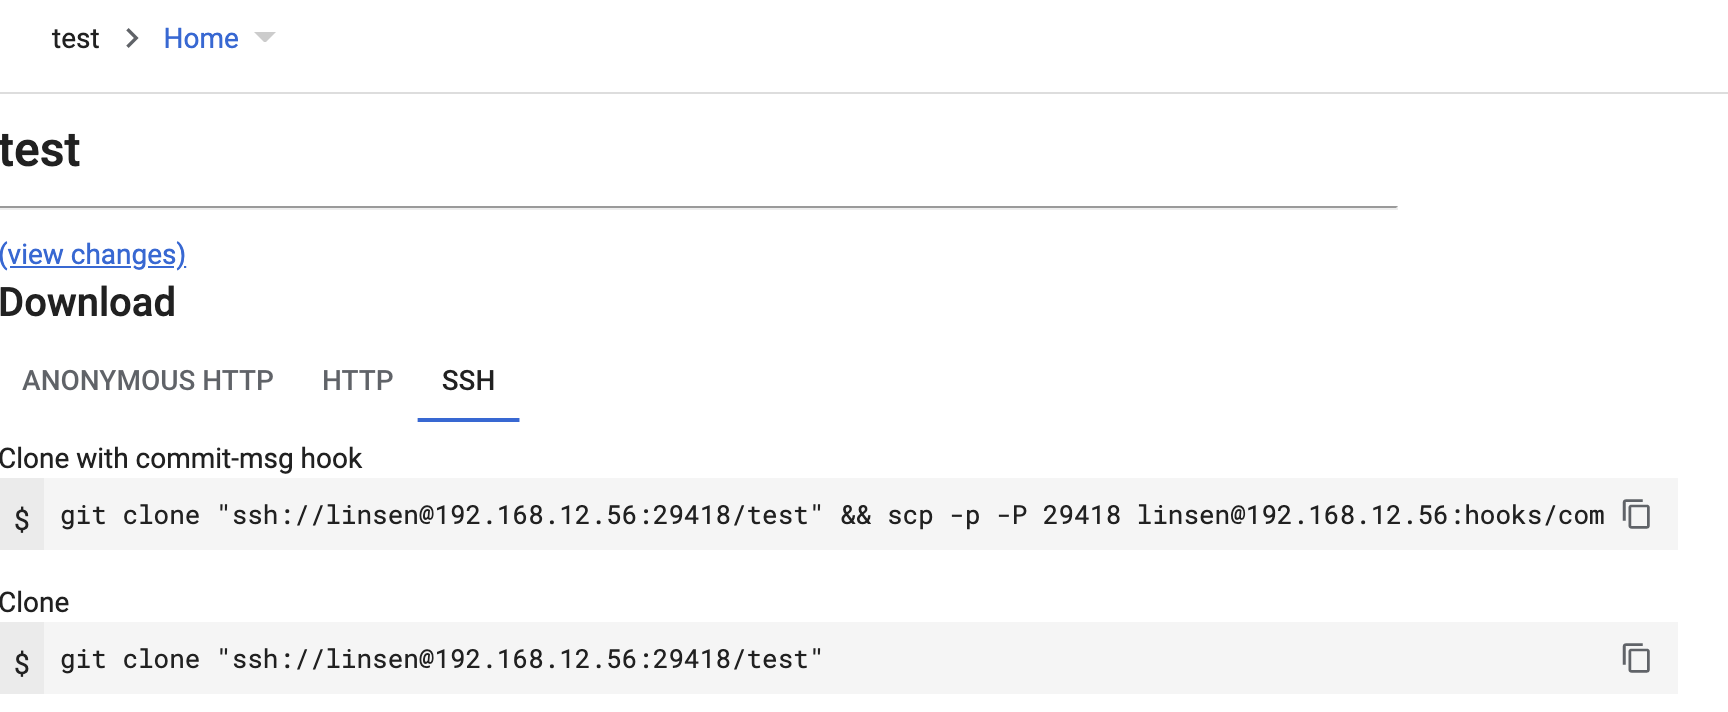 test > Home
test
(view changes)
Download
ANONYMOUS HTTP HTTP SSH
Clone with commit-msg hook
$ git clone "ssh://linsen@192.168.12.56:29418/test" && scp -p -P 29418 linsen@192.168.12.56:hooks/com
Clone
$ git clone "ssh://linsen@192.168.12.56:29418/test"